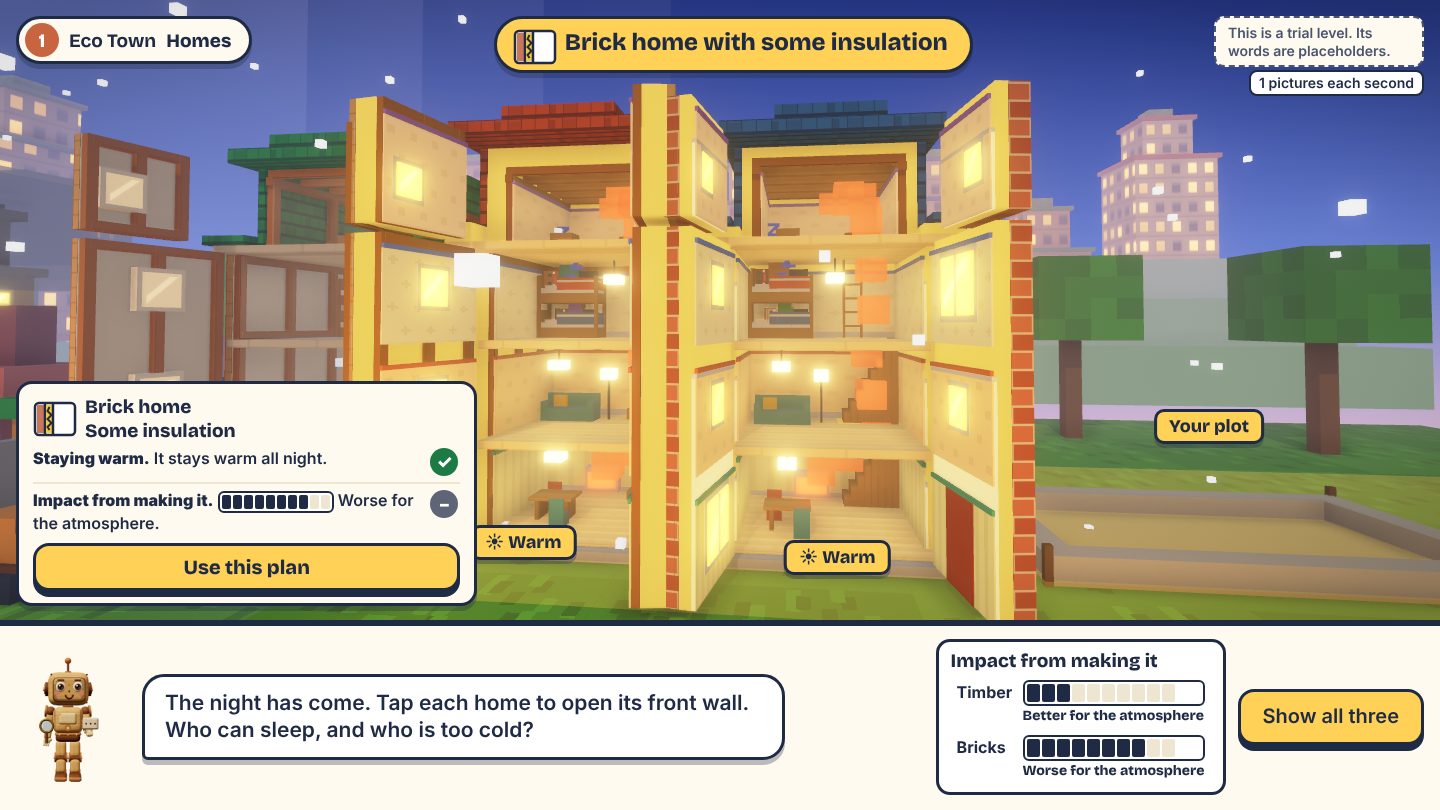 1 Eco Town Homes
Brick home with some insulation
This is a trial level. Its
words are placeholders.
1 pictures each second
Z
Your plot
Brick home
Some insulation
Staying warm. It stays warm all night.
Impact from making it. Worse for
the atmosphere.
Use this plan
Warm
Warm
The night has come. Tap each home to open its front wall.
Who can sleep, and who is too cold?
Impact from making it
Timber
Better for the atmosphere
Bricks
Worse for the atmosphere
Show all three